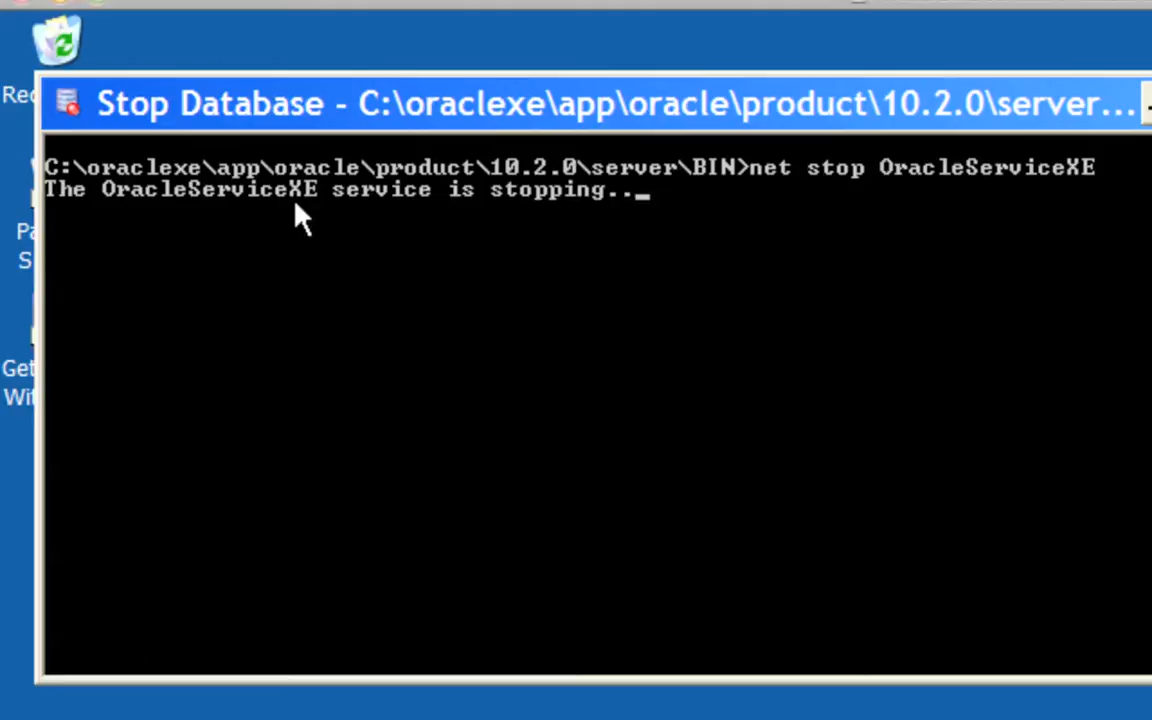 Stop Database - C:\oraclexe\app\oracle\product\10.2.0\server...
C:\oraclexe\app\oracle\product\10.2.0\server\BIN>net stop OracleServiceXE
The OracleServiceXE service is stopping.._
Get